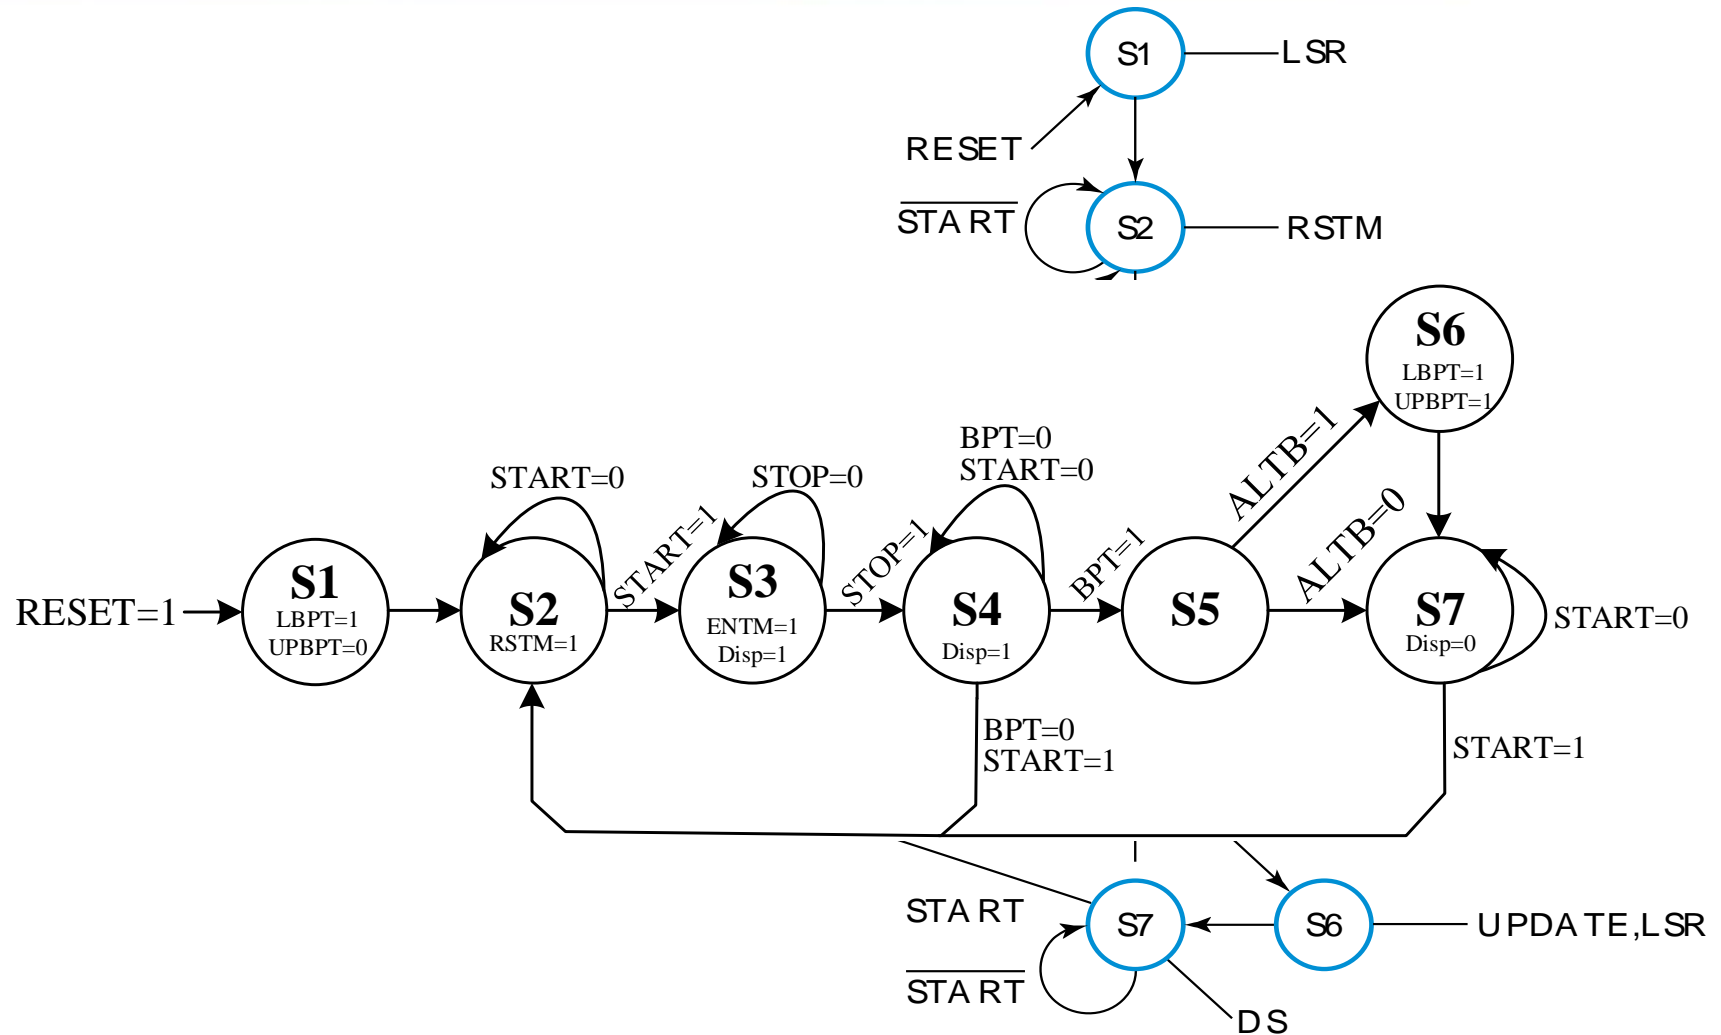 S1
LSR
RESET
START
S2
RSTM
S6
LBPT=1
UPBPT=1
BPT=0
START=0
START=0
STOP=0
START=1
STOP=1
BPT=1
ALTB=1
ALTB=0
RESET=1
S1
LBPT=1
UPBPT=0
S2
RSTM=1
S3
ENTM=1
Disp=1
S4
Disp=1
S5
S7
Disp=0
START=0
BPT=0
START=1
START=1
START
S7
S6
UPDATE,LSR
START
DS